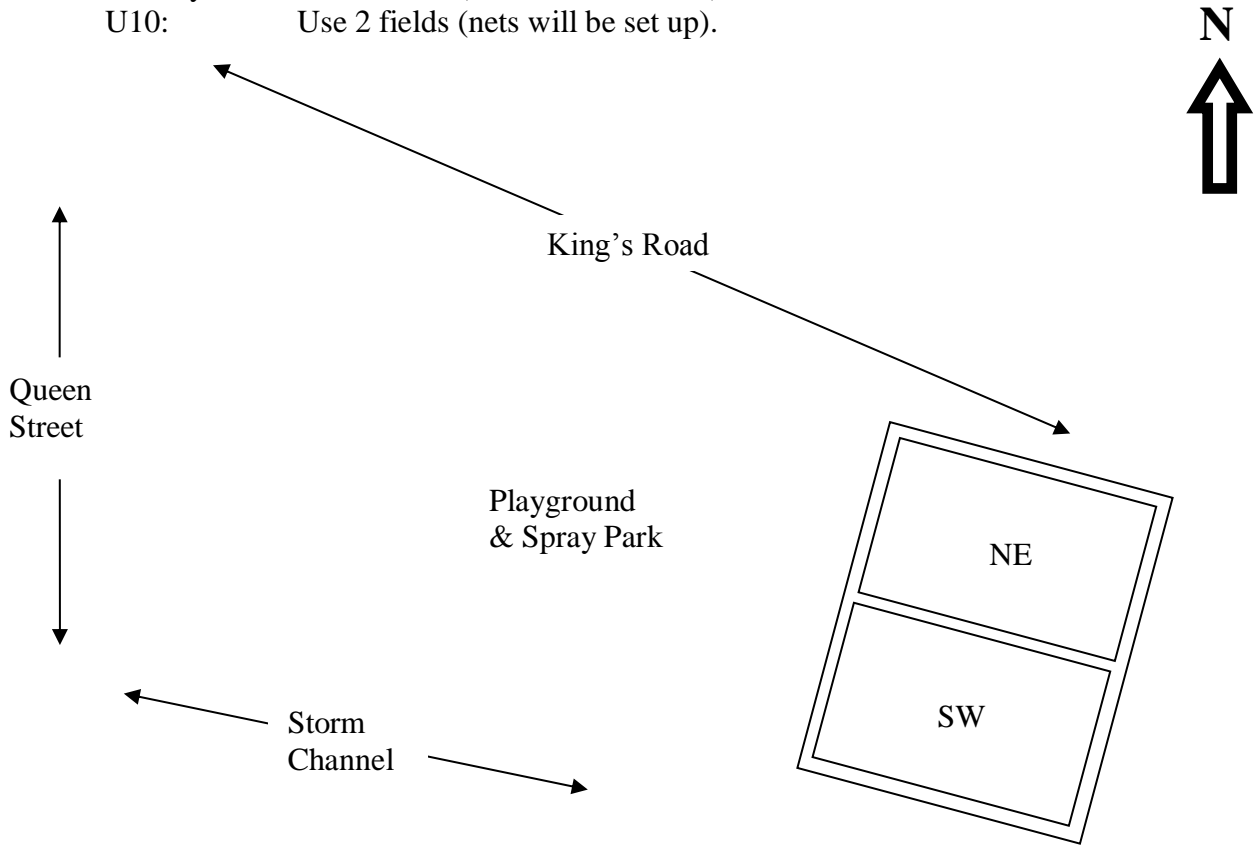 U10: Use 2 fields (nets will be set up).
N
King's Road
Queen
Street
Playground
& Spray Park
NE
SW
Storm
Channel